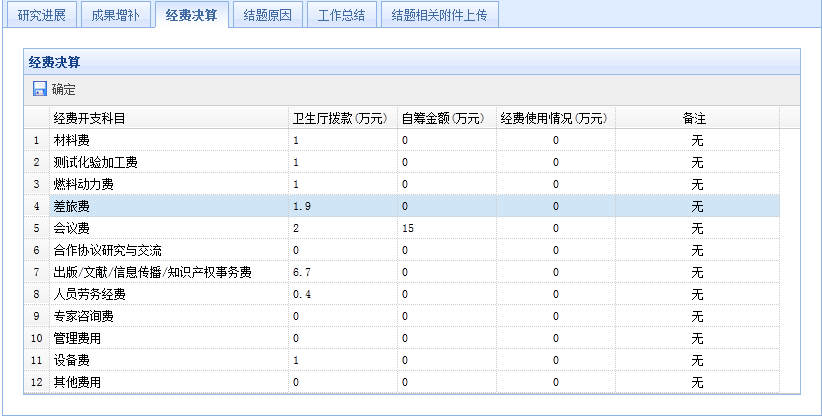 研究进展 成果增补 经费决算 结题原因 工作总结 结题相关附件上传
经费决算
确定
经费开支科目 卫生厅拨款(万元) 自筹金额(万元) 经费使用情况(万元) 备注
1 材料费 1 0 0 无
2 测试化验加工费 1 0 0 无
3 燃料动力费 1 0 0 无
4 差旅费 1.9 0 0 无
5 会议费 2 15 0 无
6 合作协议研究与交流 0 0 0 无
7 出版/文献/信息传播/知识产权事务费 6.7 0 0 无
8 人员劳务经费 0.4 0 0 无
9 专家咨询费 0 0 0 无
10 管理费用 0 0 0 无
11 设备费 1 0 0 无
12 其他费用 0 0 0 无